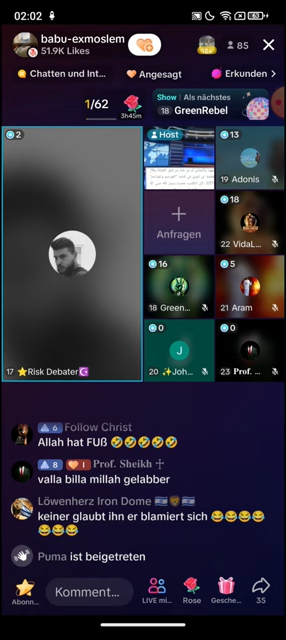 02:02
63
babu-exmoslem
51.9K Likes
85
Chatten und Int...
Angesagt
Erkunden
1/62
3h45m
Show | Als nächstes
18 GreenRebel
2
Host
13
19 Adonis
Anfragen
18
22 VidaL...
16
18 Green...
5
21 Aram
17 ⭐Risk Debater☪️
0
20 ✨Joh...
J
0
23 𝐏𝐫𝐨𝐟. ...
6 Follow Christ
Allah hat FUß 🤣🤣🤣🤣🤣
8 1 𝐏𝐫𝐨𝐟. 𝐒𝐡𝐞𝐢𝐤𝐡 ♰
valla billa millah gelabber
Löwenherz Iron Dome 🇮🇱🦁🇮🇱
keiner glaubt ihn er blamiert sich 😂😂😂😂
😂😂😂
Puma ist beigetreten
Abonn...
Komment...
LIVE mi...
Rose
Gesche...
35